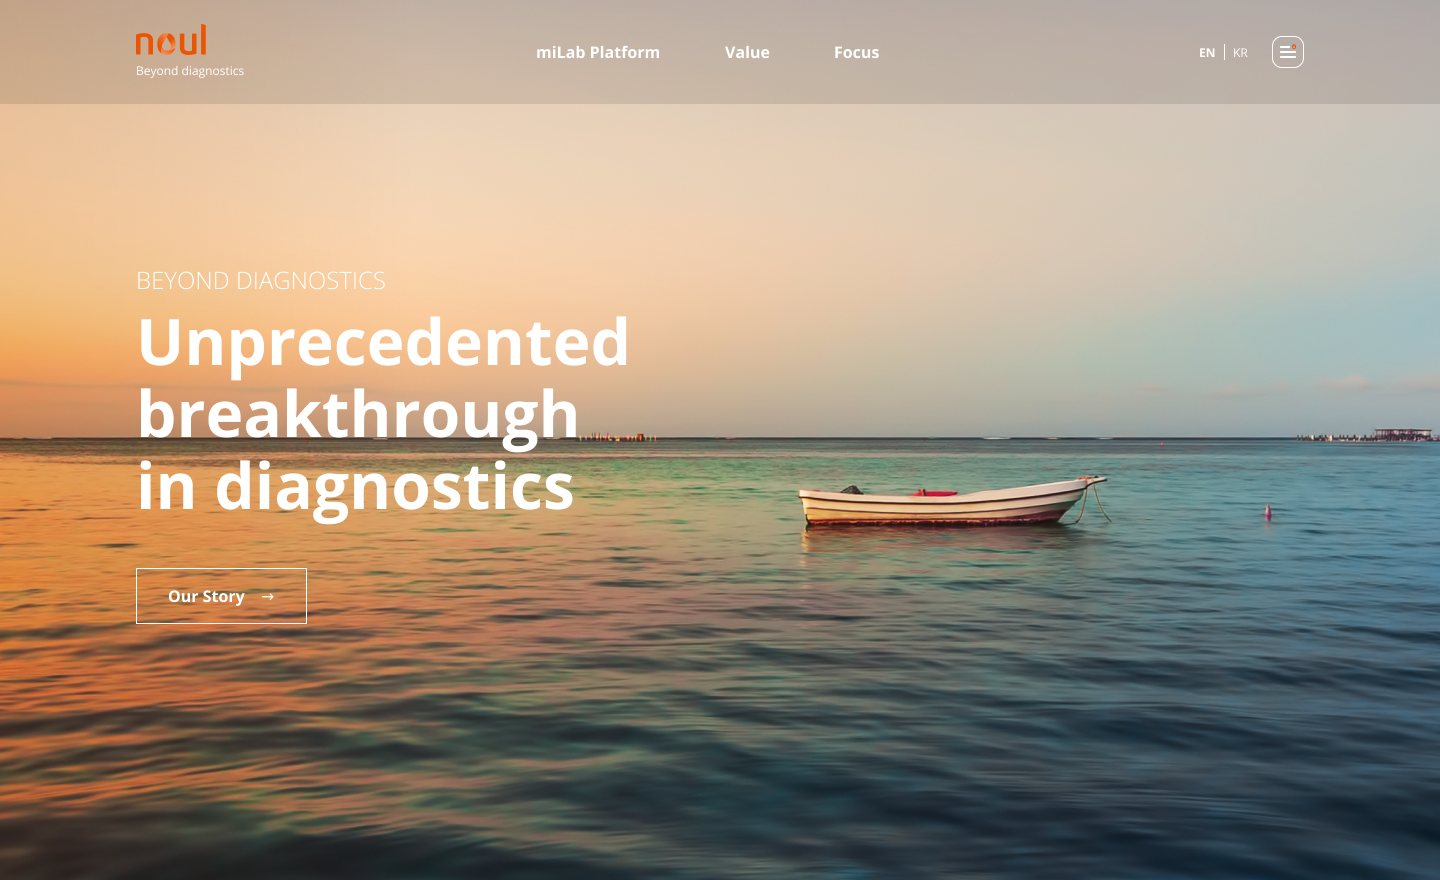 noul
Beyond diagnostics
miLab Platform
Value
Focus
EN
KR
BEYOND DIAGNOSTICS
Unprecedented
breakthrough
in diagnostics
Our Story →